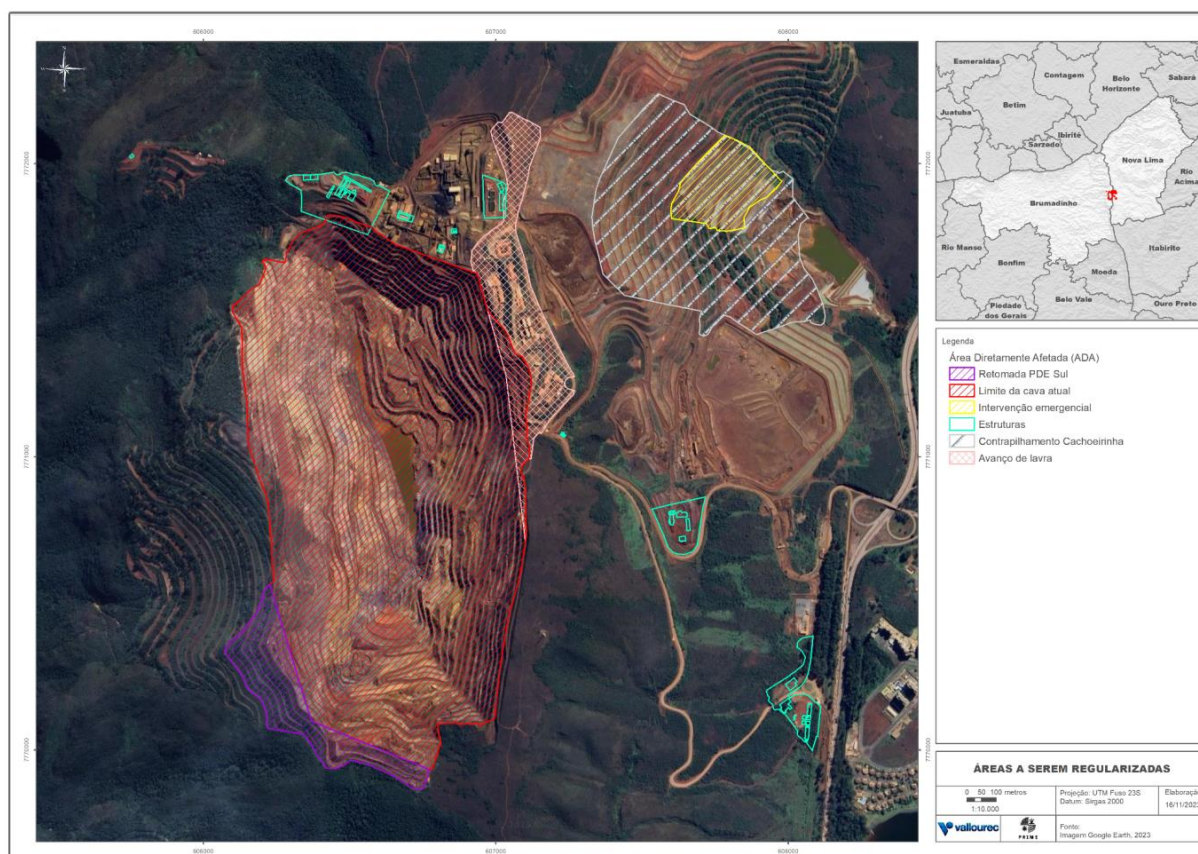 606000
607000
608000
7772000
7771000
7770000
7772000
7771000
7770000
Esmeraldas
Contagem
Belo
Horizonte
Sabará
Juatuba
Betim
Ibirité
Sarzedo
Nova Lima
Rio
Acima
Brumadinho
Rio Manso
Itabirito
Bonfim
Moeda
Belo Vale
Piedade
dos Gerais
Ouro Preto
Legenda
Área Diretamente Afetada (ADA)
Retomada PDE Sul
Limite da cava atual
Intervenção emergencial
Estruturas
Contrapilhamento Cachoeirinha
Avanço de lavra
ÁREAS A SEREM REGULARIZADAS
0 50 100 metros
1:10.000
Projeção: UTM Fuso 23S
Datum: Sirgas 2000
Elaboração
16/11/2023
vallourec
PRIME
Fonte:
Imagem Google Earth, 2023